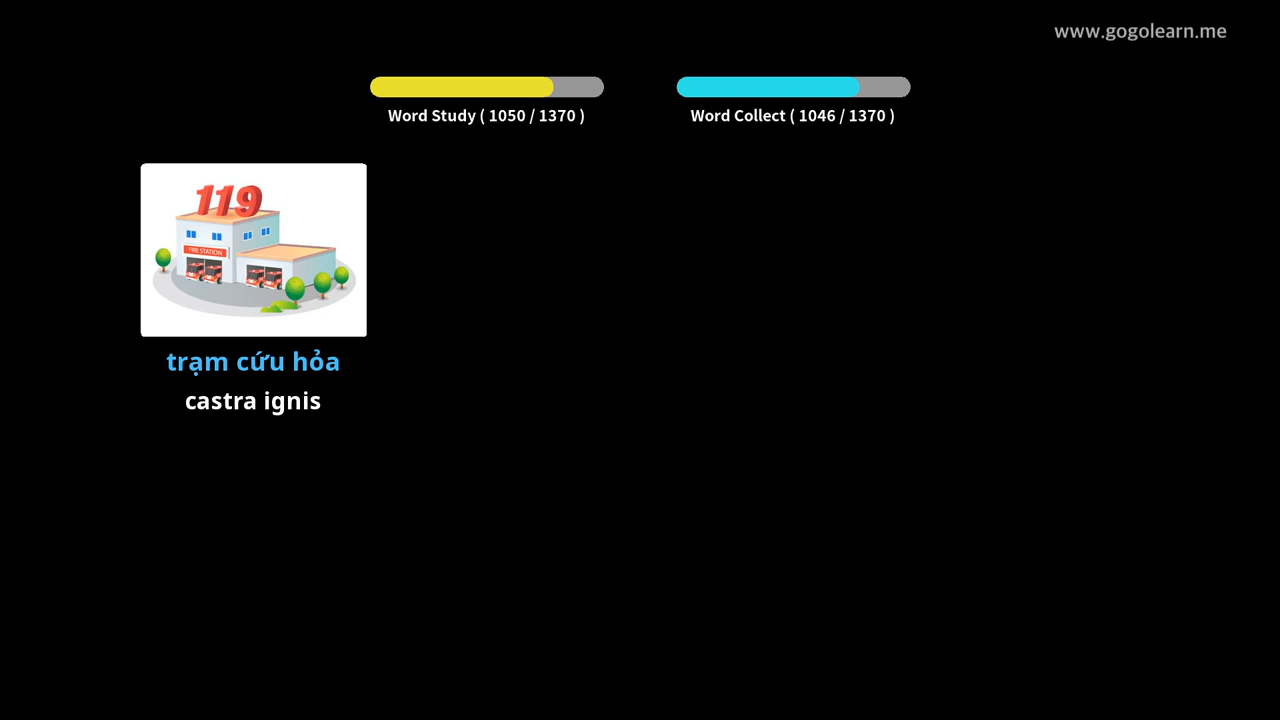 www.gogolearn.me
Word Study ( 1050 / 1370 )
Word Collect ( 1046 / 1370 )
119
FIRE STATION
trạm cứu hỏa
castra ignis